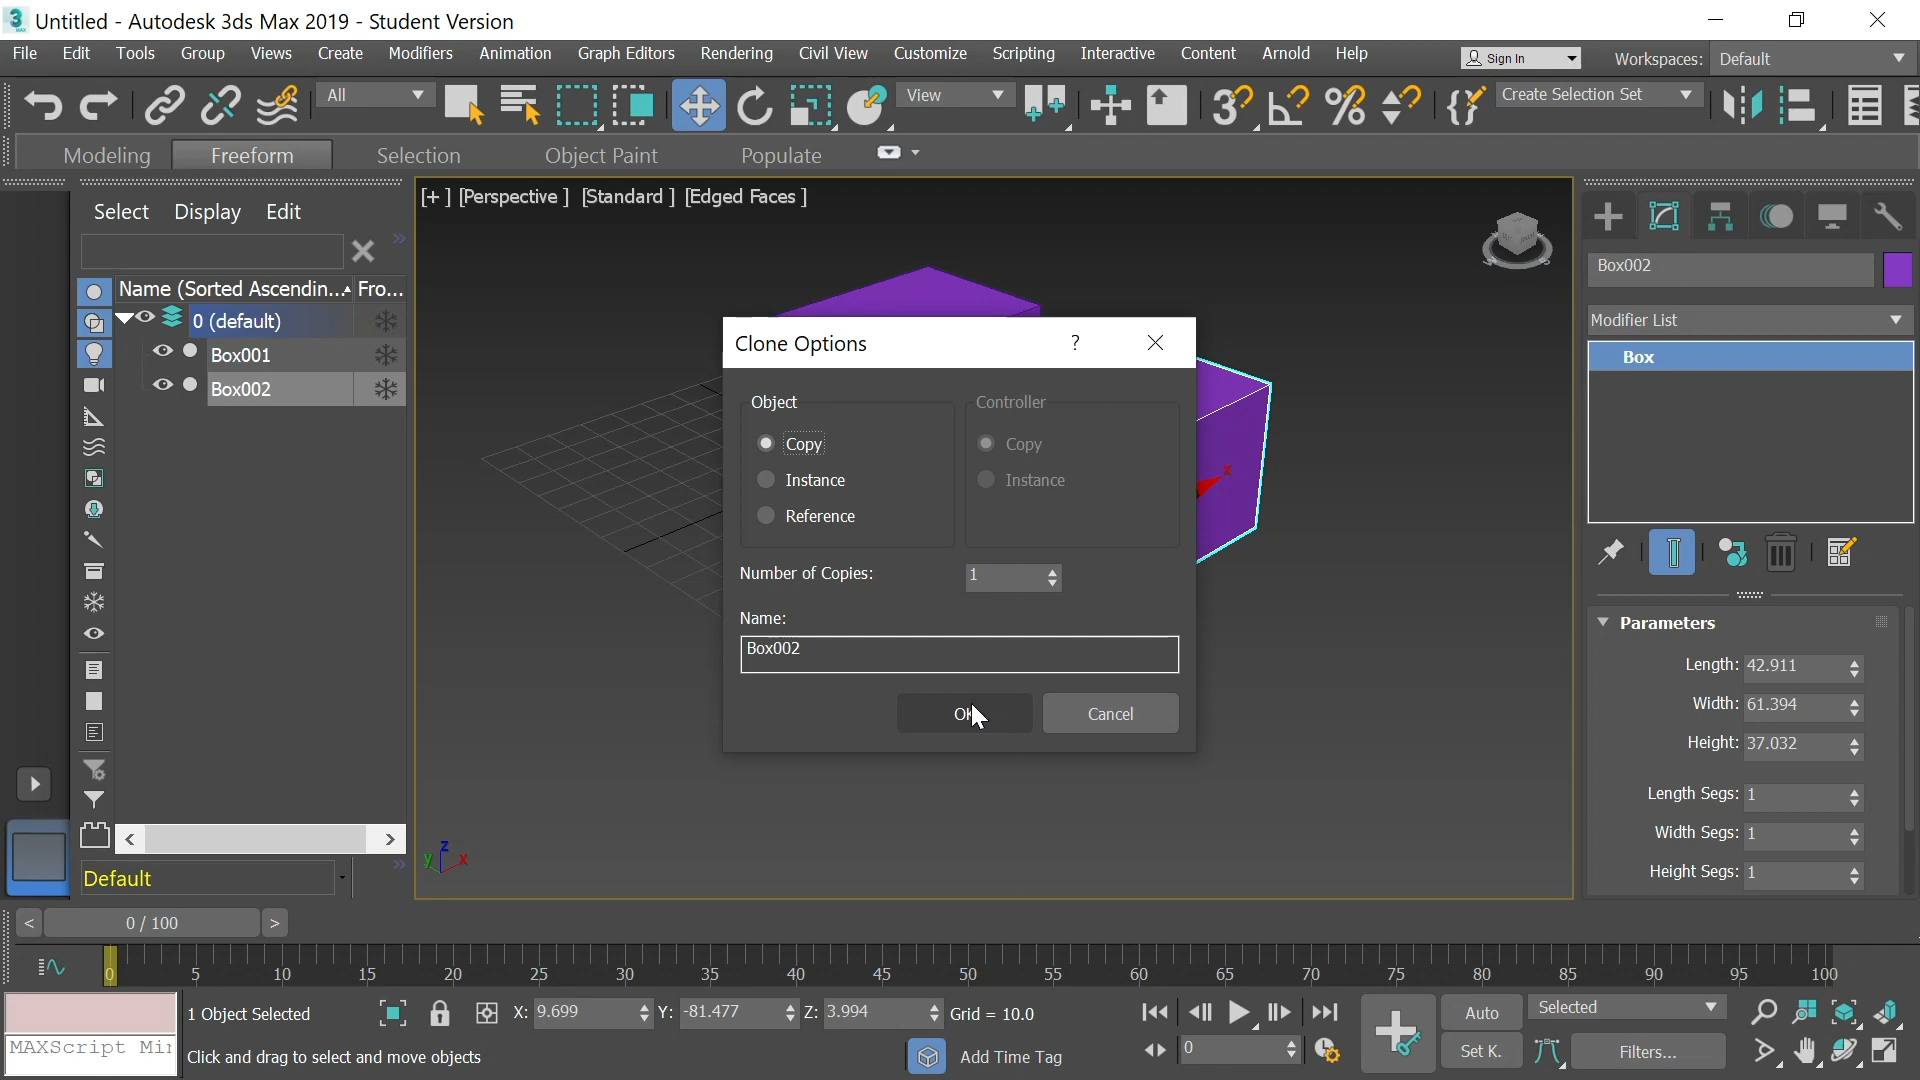 Untitled - Autodesk 3ds Max 2019 - Student Version
File Edit Tools Group Views Create Modifiers Animation Graph Editors Rendering Civil View Customize Scripting Interactive Content Arnold Help
Sign In Workspaces: Default
All View Create Selection Set
Modeling Freeform Selection Object Paint Populate
[+ ] [Perspective ] [Standard ] [Edged Faces ]
Select Display Edit
Name (Sorted Ascendin... Fro...
0 (default)
Box001
Box002
Default
Clone Options ?
Object
Copy
Instance
Reference
Controller
Copy
Instance
Number of Copies: 1
Name:
Box002
OK Cancel
x
z
y x
Box002
Modifier List
Box
Parameters
Length: 42.911
Width: 61.394
Height: 37.032
Length Segs: 1
Width Segs: 1
Height Segs: 1
< 0 / 100 >
0 5 10 15 20 25 30 35 40 45 50 55 60 65 70 75 80 85 90 95 100
1 Object Selected X: 9.699 Y: -81.477 Z: 3.994 Grid = 10.0
Auto Selected
MAXScript Mi
Click and drag to select and move objects
Add Time Tag
0
Set K. Filters...